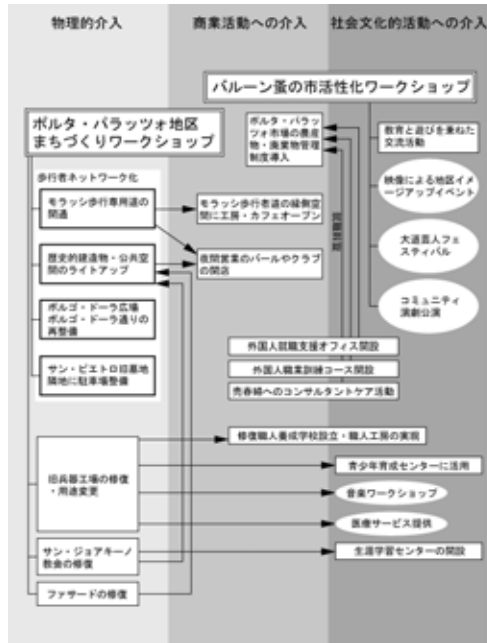 物理的介入
商業活動への介入
社会文化的活動への介入
バルーン蚤の市活性化ワークショップ
ポルタ・パラッツォ地区
まちづくりワークショップ
ポルタ・パラッ
ツォ市場の農産
物・廃棄物管理
制度導入
教育と遊びを兼ねた
交流活動
歩行者ネットワーク化
モラッシ歩行専用道の
開通
モラッシ歩行者道の縁側空
間に工房・カフェオープン
映像による地区イ
メージアップイベント
歴史的建造物・公共空
間のライトアップ
夜間営業のバールやクラブ
の開店
大道芸人フェ
スティバル
ボルゴ・ドーラ広場
ボルゴ・ドーラ通りの
再整備
コミュニティ
演劇公演
サン・ピエトロ旧墓地
隣地に駐車場整備
外国人就職支援オフィス開設
外国人職業訓練コース開設
売春婦へのコンサルタントケア活動
修復職人養成学校設立・職人工房の実現
旧兵器工場の修復
・用途変更
青少年育成センターに活用
音楽ワークショップ
医療サービス提供
サン・ジョアキーノ
教会の修復
生涯学習センターの開設
ファサードの修復